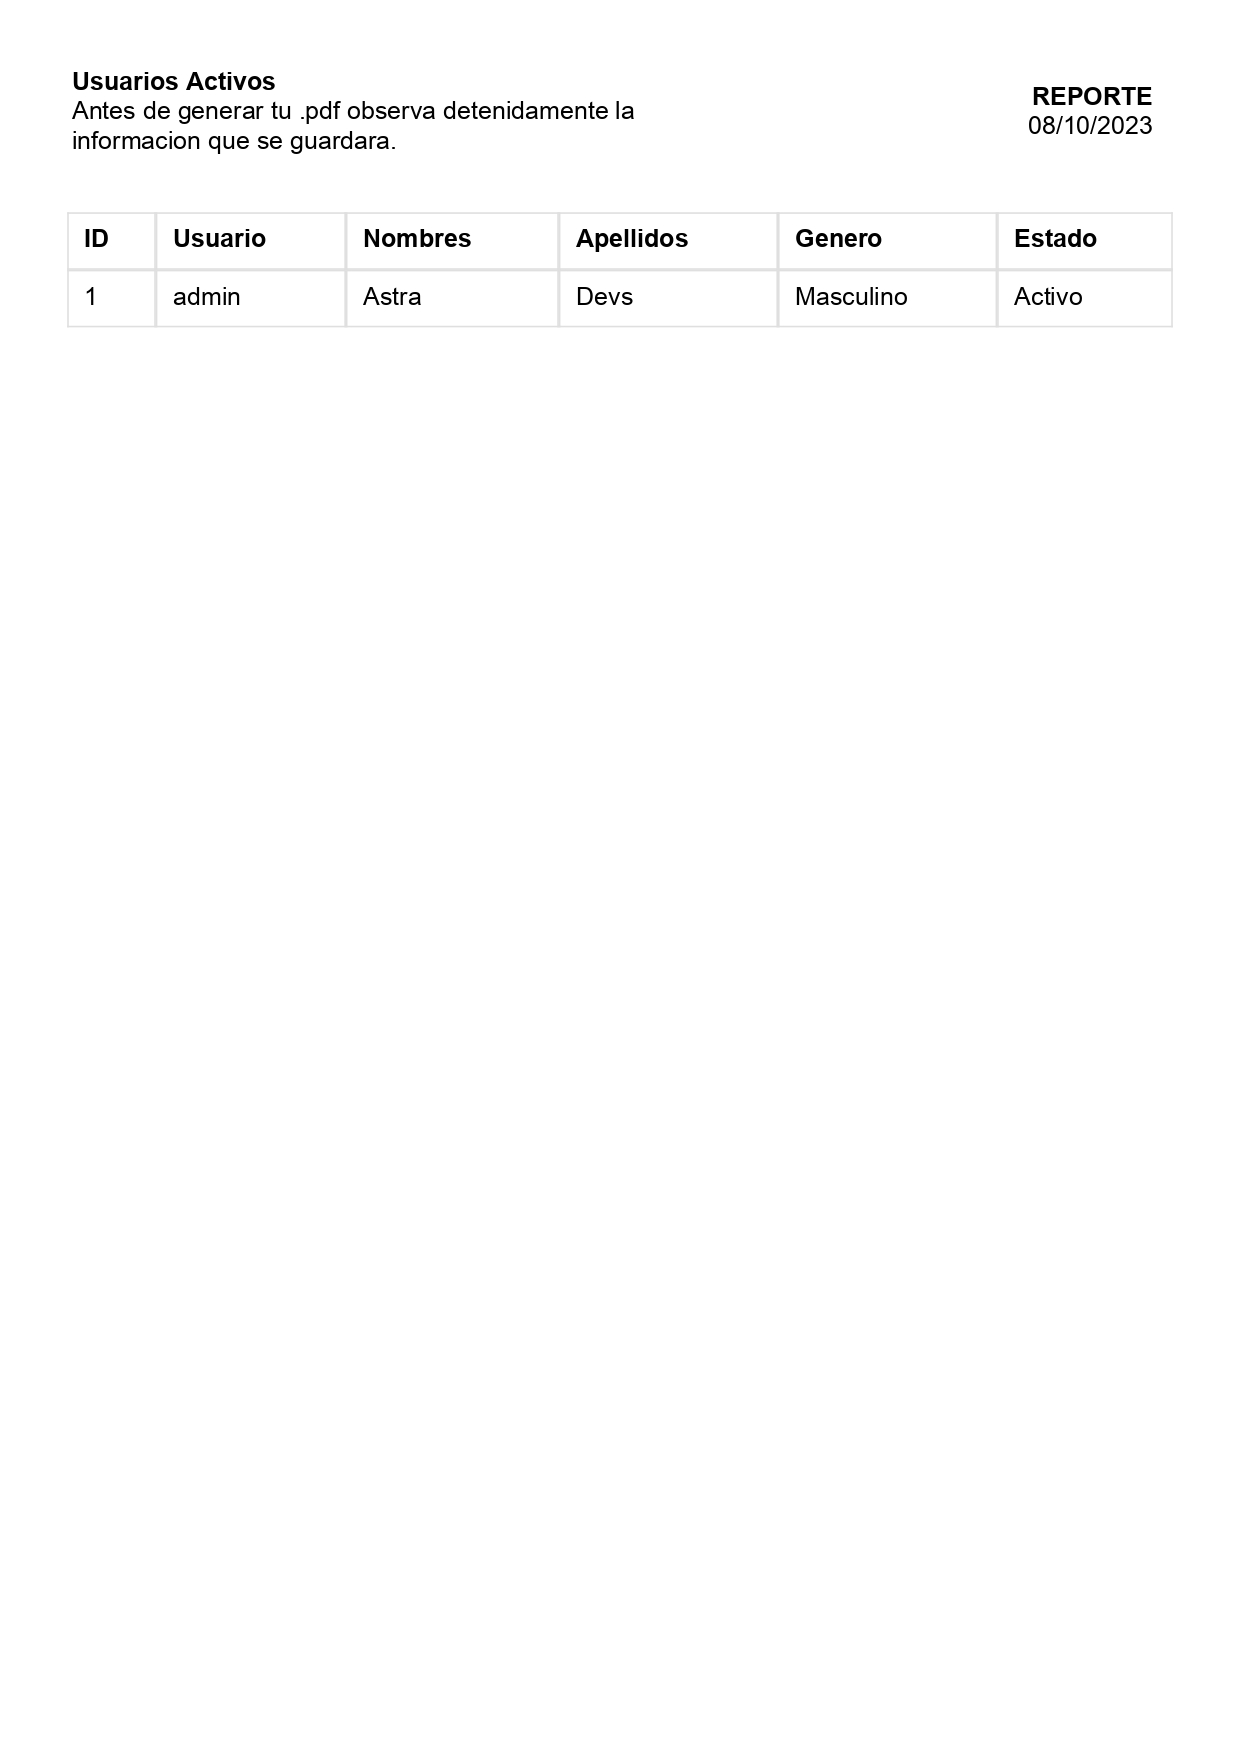 Usuarios Activos
Antes de generar tu .pdf observa detenidamente la
informacion que se guardara.
REPORTE
08/10/2023
ID Usuario Nombres Apellidos Genero Estado
1 admin Astra Devs Masculino Activo